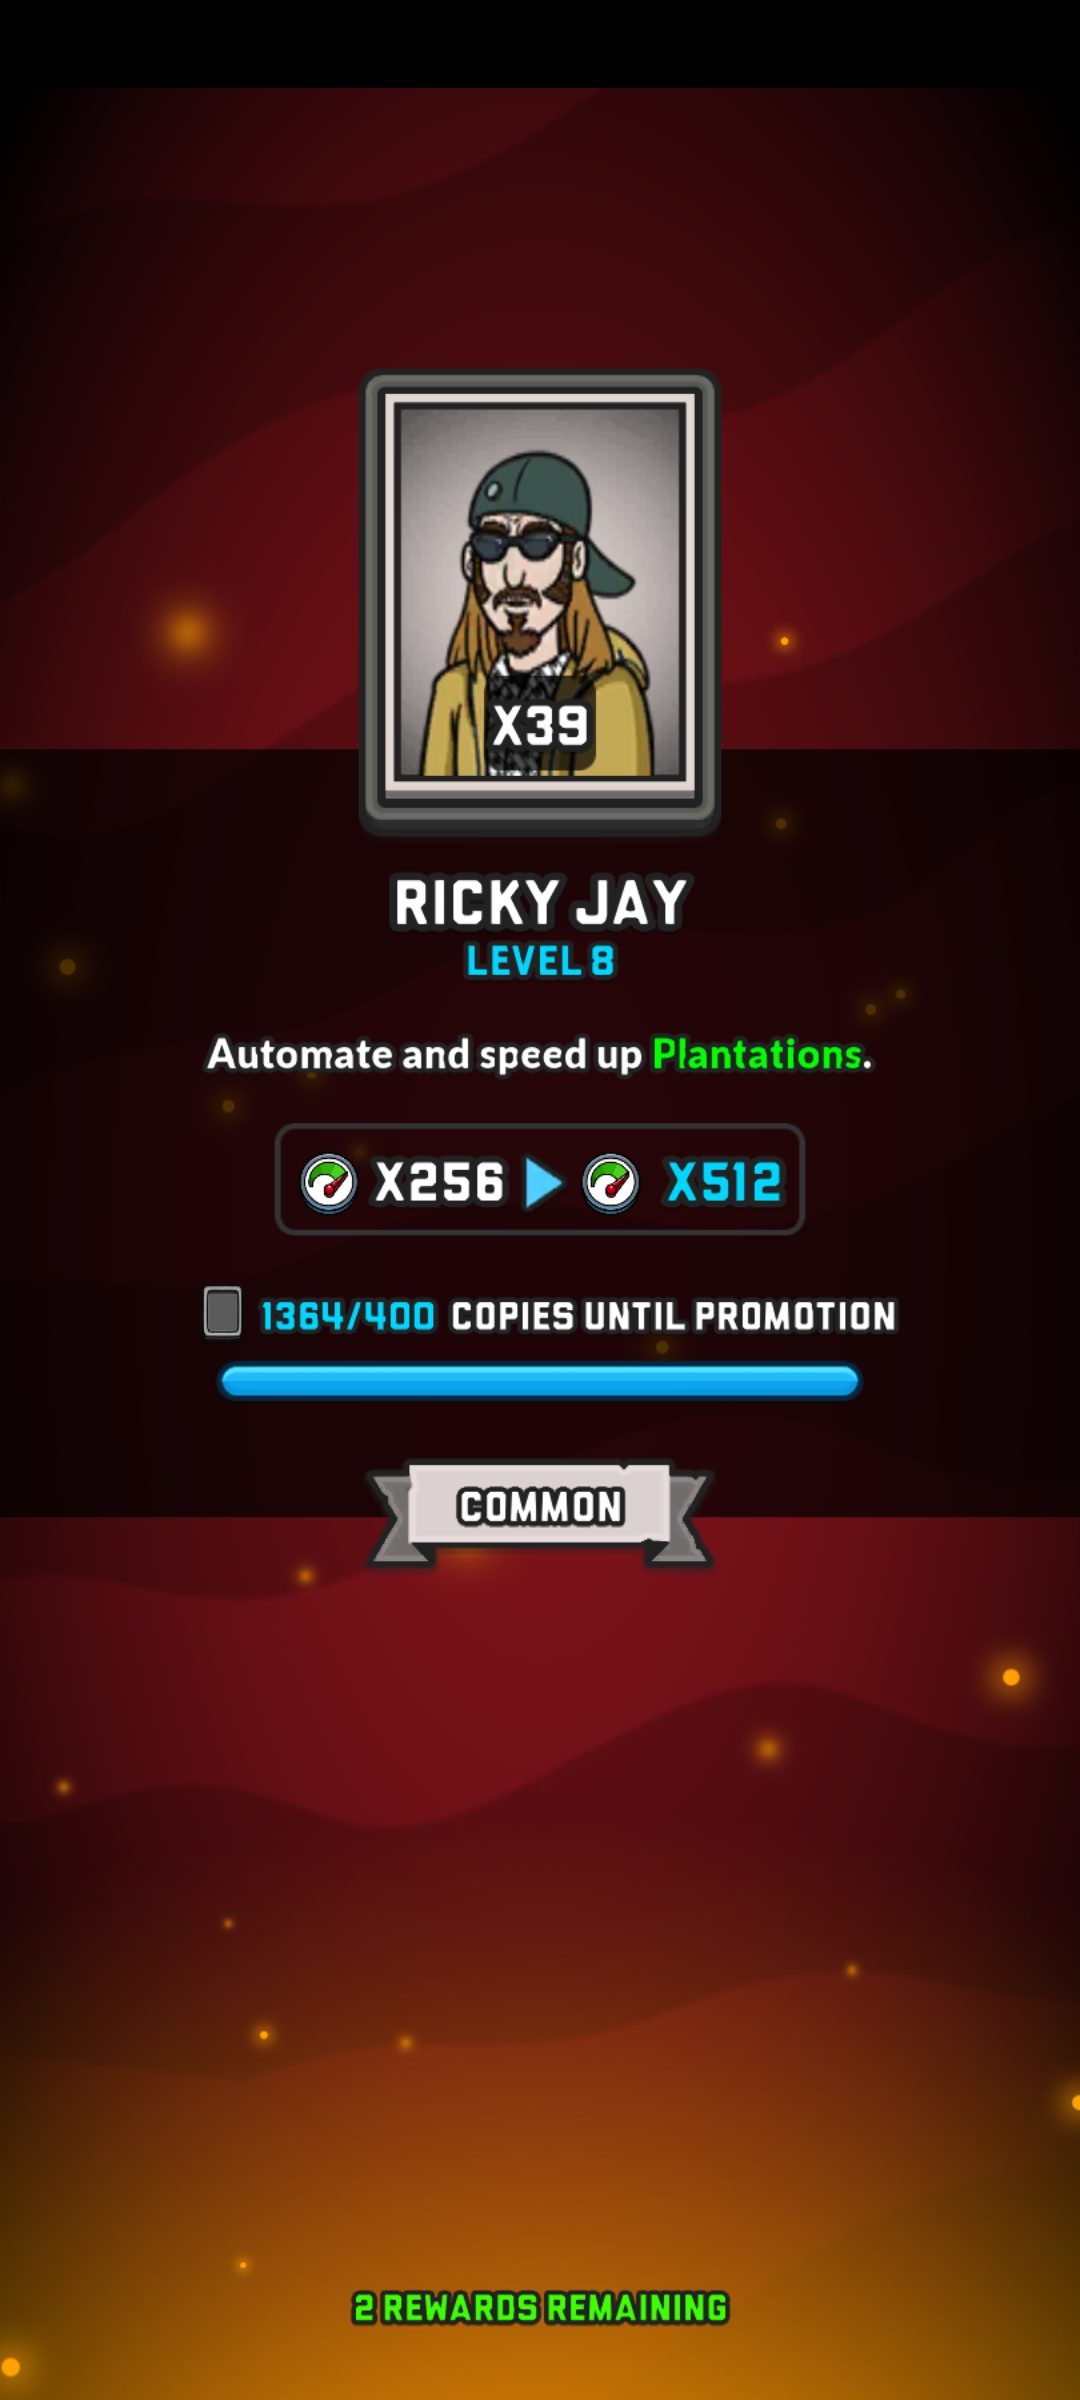 X39
RICKY JAY
LEVEL 8
Automate and speed up Plantations.
X256 X512
1364/400 COPIES UNTIL PROMOTION
COMMON
2 REWARDS REMAINING